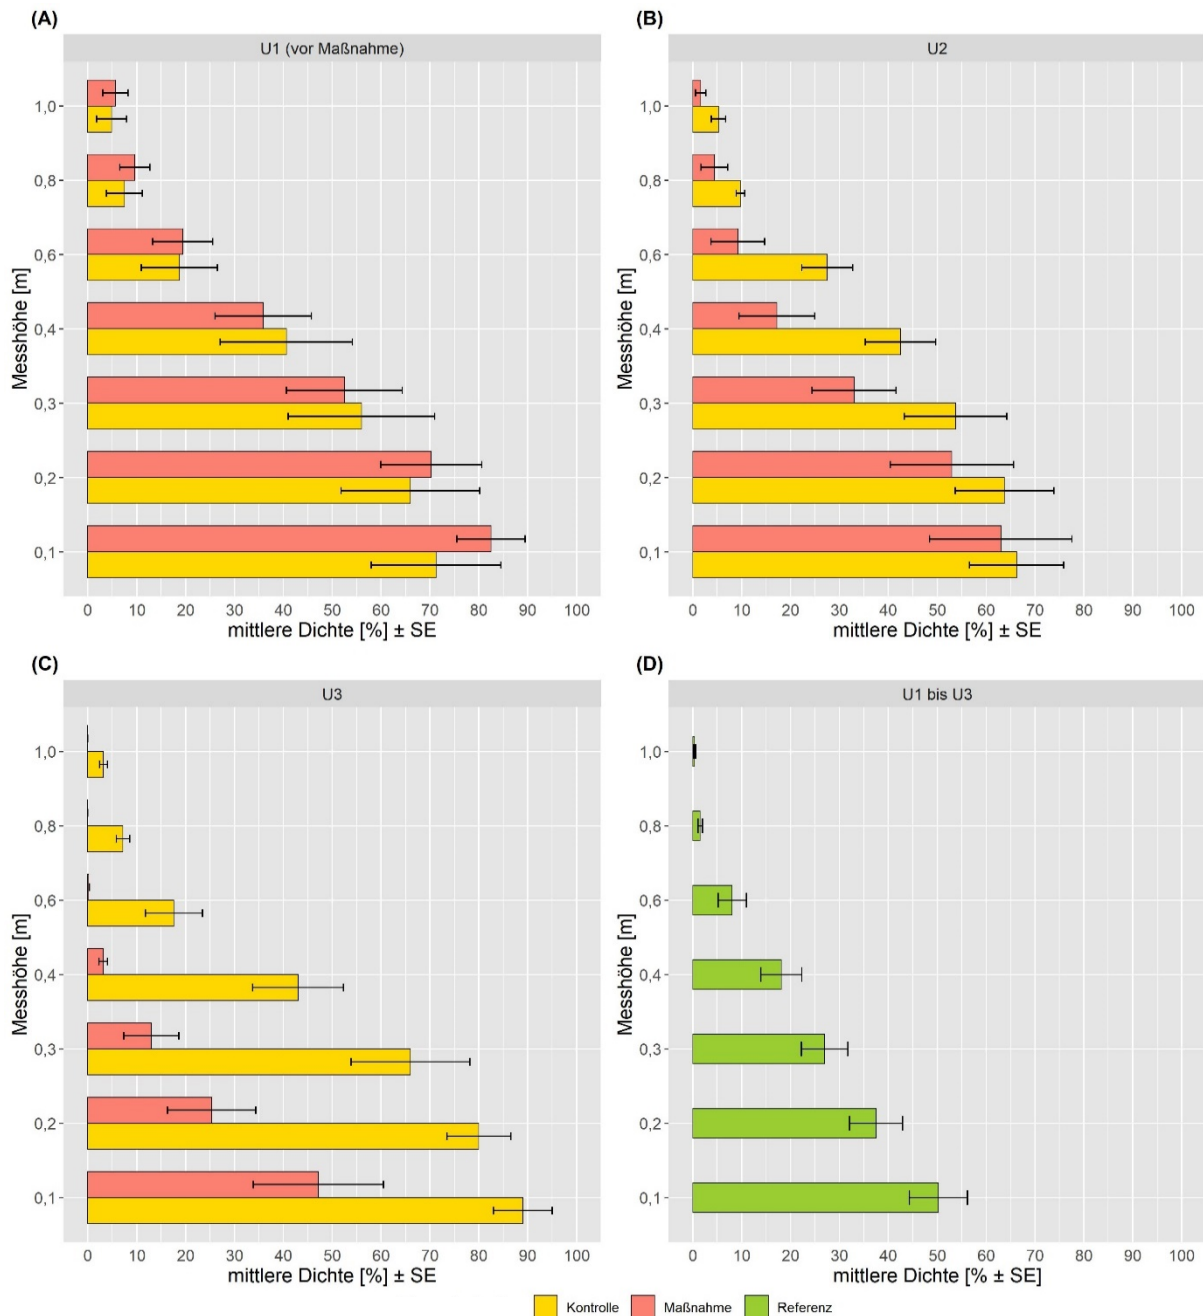 (A)
U1 (vor Maßnahme)
Messhöhe [m]
1,0
0,8
0,6
0,4
0,3
0,2
0,1
0 10 20 30 40 50 60 70 80 90 100
mittlere Dichte [%] ± SE
(B)
U2
Messhöhe [m]
1,0
0,8
0,6
0,4
0,3
0,2
0,1
0 10 20 30 40 50 60 70 80 90 100
mittlere Dichte [%] ± SE
(C)
U3
Messhöhe [m]
1,0
0,8
0,6
0,4
0,3
0,2
0,1
0 10 20 30 40 50 60 70 80 90 100
mittlere Dichte [%] ± SE
(D)
U1 bis U3
Messhöhe [m]
1,0
0,8
0,6
0,4
0,3
0,2
0,1
0 10 20 30 40 50 60 70 80 90 100
mittlere Dichte [% ± SE]
Kontrolle Maßnahme Referenz